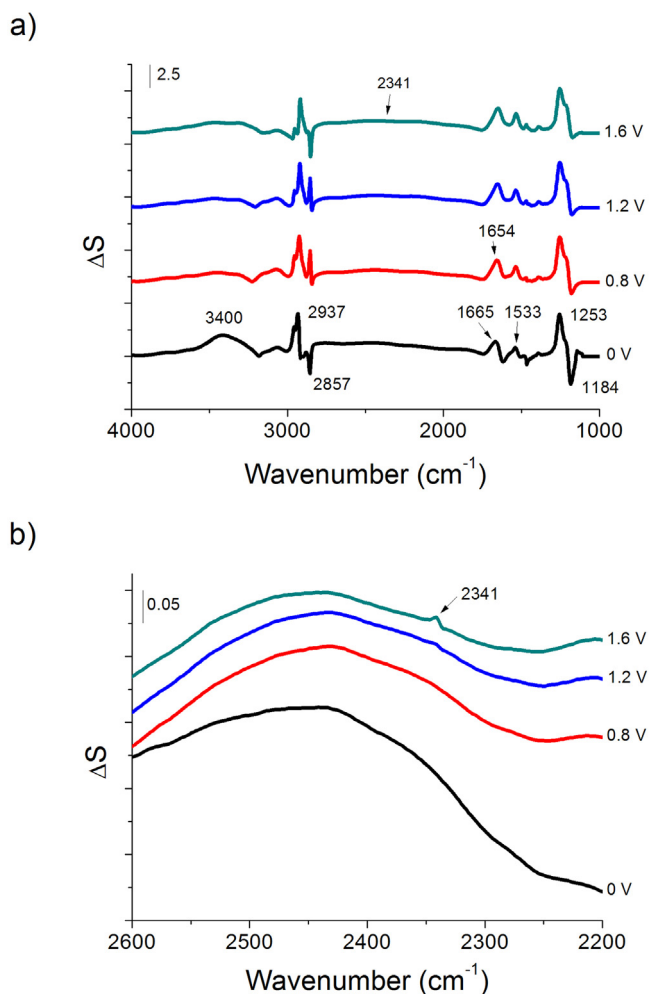 a)
2.5
2341
1.6 V
1.2 V
1654
0.8 V
3400
2937
1665
1533
1253
0 V
2857
1184
ΔS
4000 3000 2000 1000
Wavenumber (cm⁻¹)
b)
0.05
2341
1.6 V
1.2 V
0.8 V
0 V
ΔS
2600 2500 2400 2300 2200
Wavenumber (cm⁻¹)